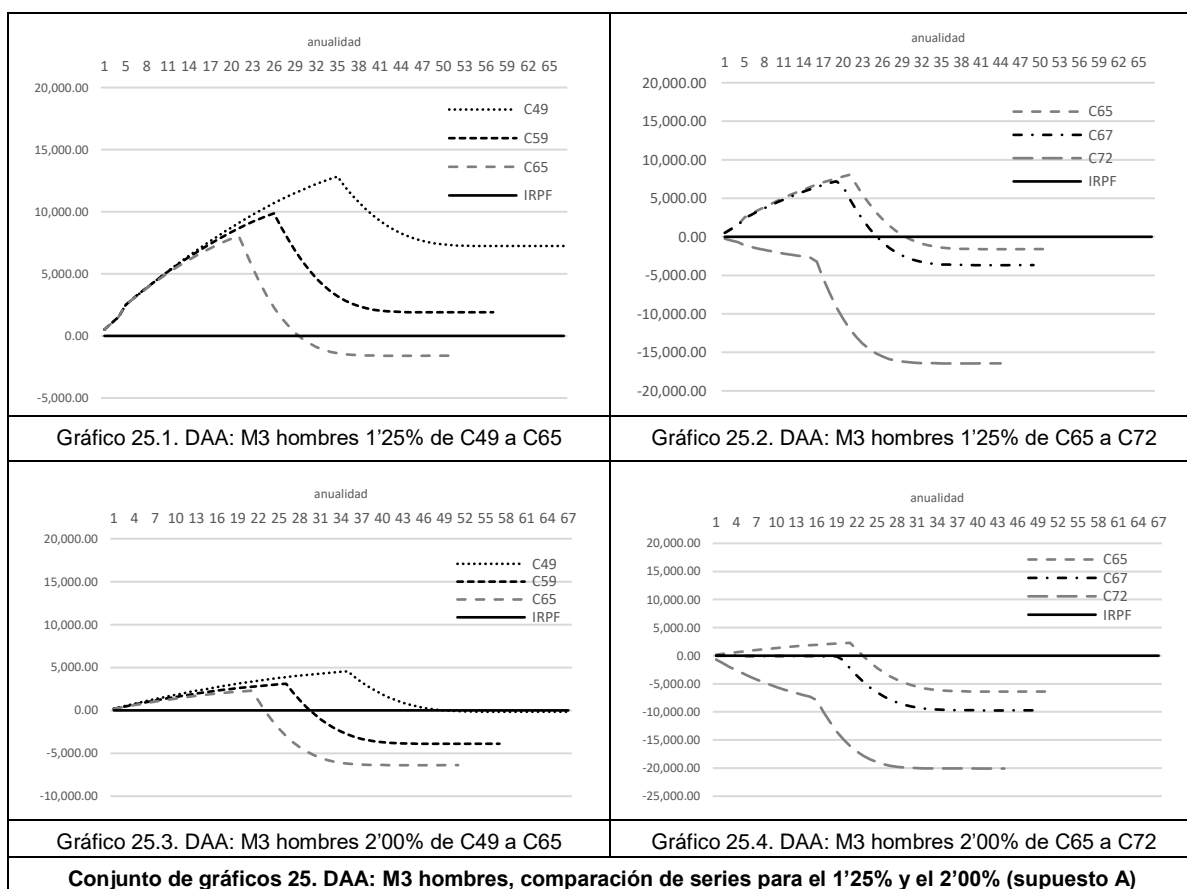 anualidad
1 5 8 11 14 17 20 23 26 29 32 35 38 41 44 47 50 53 56 59 62 65
20,000.00
15,000.00
10,000.00
5,000.00
0.00
-5,000.00
C49
C59
C65
IRPF
Gráfico 25.1. DAA: M3 hombres 1’25% de C49 a C65
anualidad
1 5 8 11 14 17 20 23 26 29 32 35 38 41 44 47 50 53 56 59 62 65
20,000.00
15,000.00
10,000.00
5,000.00
0.00
-5,000.00
-10,000.00
-15,000.00
-20,000.00
C65
C67
C72
IRPF
Gráfico 25.2. DAA: M3 hombres 1’25% de C65 a C72
anualidad
1 4 7 10 13 16 19 22 25 28 31 34 37 40 43 46 49 52 55 58 61 64 67
20,000.00
15,000.00
10,000.00
5,000.00
0.00
-5,000.00
-10,000.00
C49
C59
C65
IRPF
Gráfico 25.3. DAA: M3 hombres 2’00% de C49 a C65
anualidad
1 4 7 10 13 16 19 22 25 28 31 34 37 40 43 46 49 52 55 58 61 64 67
20,000.00
15,000.00
10,000.00
5,000.00
0.00
-5,000.00
-10,000.00
-15,000.00
-20,000.00
-25,000.00
C65
C67
C72
IRPF
Gráfico 25.4. DAA: M3 hombres 2’00% de C65 a C72
Conjunto de gráficos 25. DAA: M3 hombres, comparación de series para el 1’25% y el 2’00% (supuesto A)